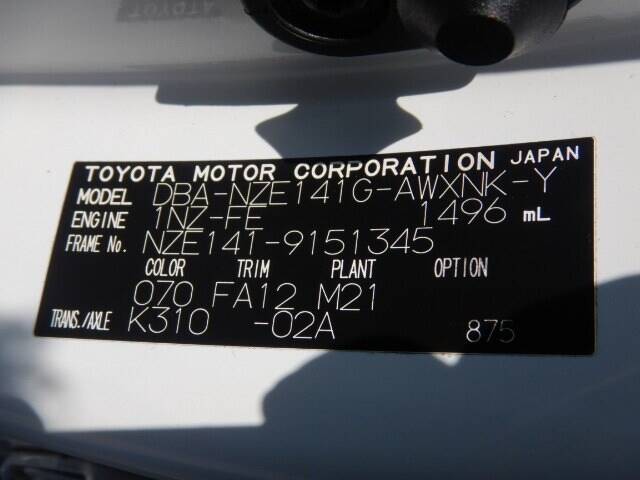 TOYOTA MOTOR CORPORATION JAPAN
MODEL DBA-NZE141G-AWXNK-Y
ENGINE 1NZ-FE 1496 mL
FRAME No. NZE141-9151345
COLOR TRIM PLANT OPTION
070 FA12 M21
TRANS./AXLE K310 -02A 875